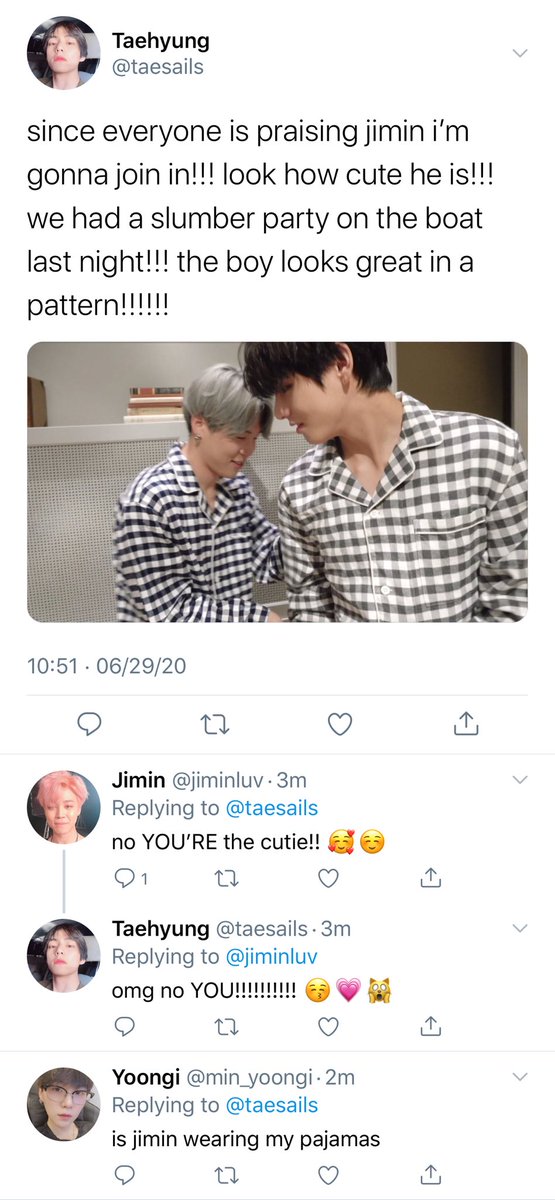 Taehyung
@taesails
since everyone is praising jimin i’m
gonna join in!!! look how cute he is!!!
we had a slumber party on the boat
last night!!! the boy looks great in a
pattern!!!!!!
10:51 · 06/29/20
Jimin @jiminluv · 3m
Replying to @taesails
no YOU’RE the cutie!! 🥰☺️
1
Taehyung @taesails · 3m
Replying to @jiminluv
omg no YOU!!!!!!!!!! 😚💗🙀
Yoongi @min_yoongi · 2m
Replying to @taesails
is jimin wearing my pajamas